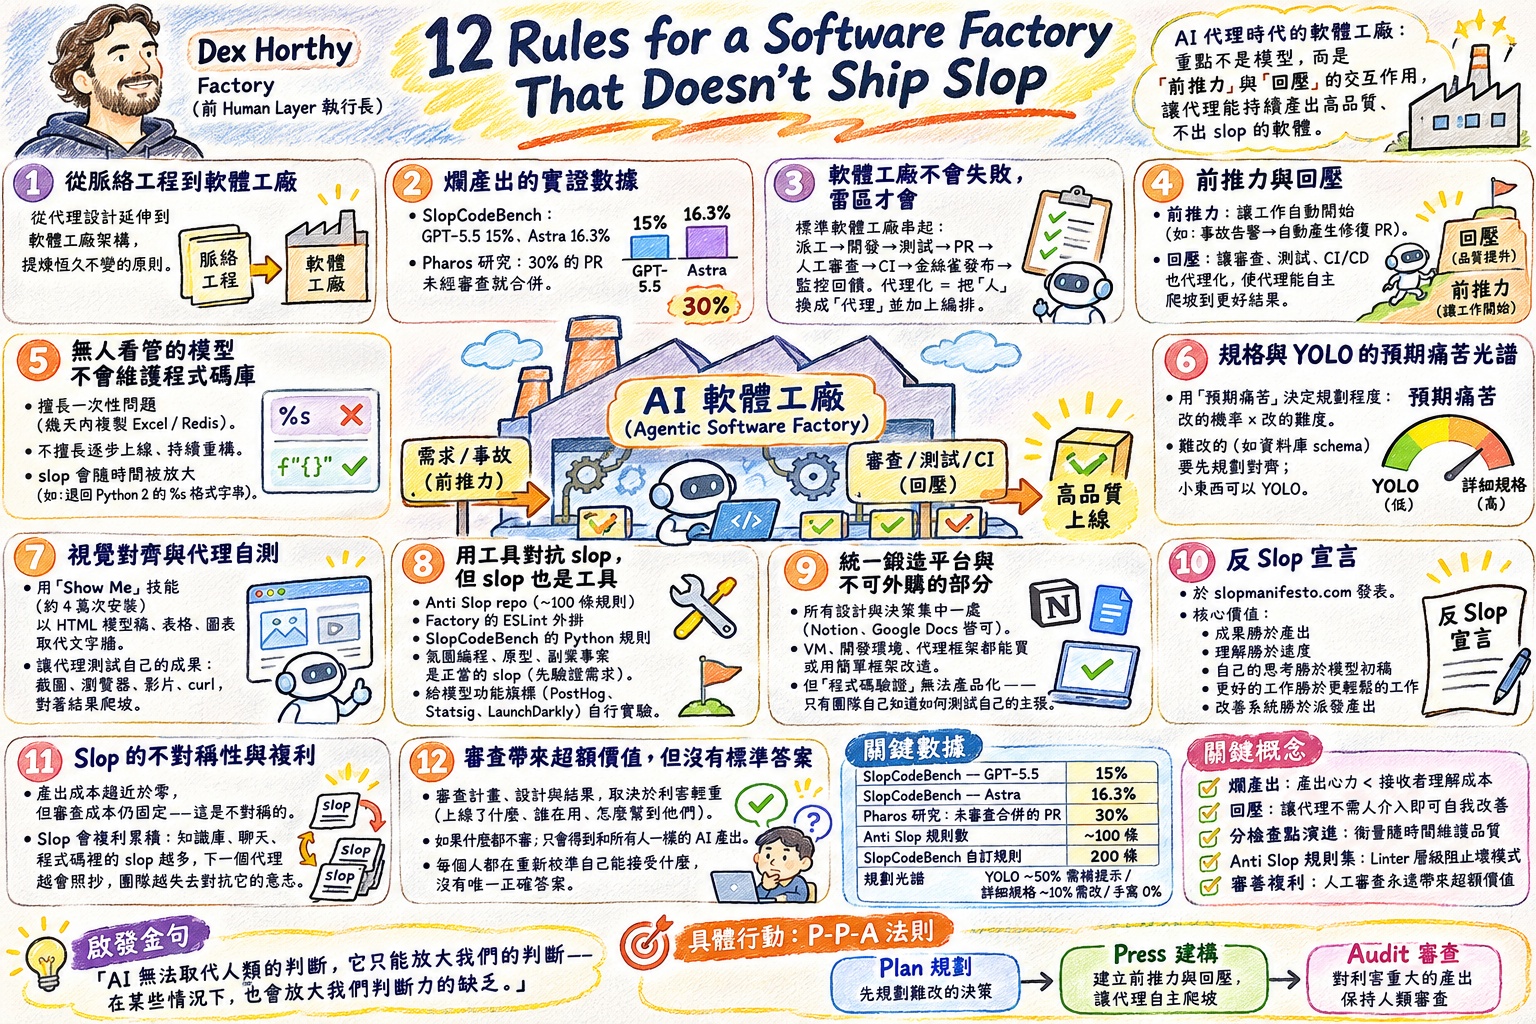 Dex Horthy
Factory
(前 Human Layer 執行長)
12 Rules for a Software Factory
That Doesn't Ship Slop
AI 代理時代的軟體工廠：
重點不是模型，而是
「前推力」與「回壓」的交互作用，
讓代理能持續產出高品質、
不出 slop 的軟體。
1 從脈絡工程到軟體工廠
從代理設計延伸到
軟體工廠架構，
提煉恆久不變的原則。
脈絡
工程
軟體
工廠
2 爛產出的實證數據
• SlopCodeBench：
GPT-5.5 15%、Astra 16.3%
• Pharos 研究：30% 的 PR
未經審查就合併。
15%
16.3%
GPT-
5.5
Astra
30%
3 軟體工廠不會失敗，
雷區才會
標準軟體工廠串起：
派工→開發→測試→PR→
人工審查→CI→金絲雀發布→
監控回饋。代理化 = 把「人」
換成「代理」並加上編排。
4 前推力與回壓
• 前推力：讓工作自動開始
(如：事故告警→自動產生修復 PR)。
• 回壓：讓審查、測試、CI/CD
也代理化，使代理能自主
爬坡到更好結果。
回壓
(品質提升)
前推力
(讓工作開始)
5 無人看管的模型
不會維護程式碼庫
• 擅長一次性問題
(幾天內複製 Excel / Redis)。
• 不擅長逐步上線、持續重構。
• slop 會隨時間被放大
(如：退回 Python 2 的 %s 格式字串)。
%s
f"{}"
AI 軟體工廠
(Agentic Software Factory)
需求/事故
(前推力)
審查/測試/CI
(回壓)
</>
高品質
上線
6 規格與 YOLO 的預期痛苦光譜
• 用「預期痛苦」決定規劃程度：
改的機率 × 改的難度。
• 難改的 (如資料庫 schema)
要先規劃對齊；
小東西可以 YOLO。
預期痛苦
YOLO
(低)
詳細規格
(高)
7 視覺對齊與代理自測
• 用「Show Me」技能
(約 4 萬次安裝)
以 HTML 模型稿、表格、圖表
取代文字牆。
• 讓代理測試自己的成果：
截圖、瀏覽器、影片、curl，
對著結果爬坡。
8 用工具對抗 slop，
但 slop 也是工具
• Anti Slop repo (~100 條規則)
• Factory 的 ESLint 外掛
• SlopCodeBench 的 Python 規則
• 氛圍編程、原型、副業事案
是正當的 slop (先驗證需求)。
• 給模型功能旗標 (PostHog、
Statsig、LaunchDarkly) 自行實驗。
9 統一鍛造平台與
不可外購的部分
• 所有設計與決策集中一處
(Notion、Google Docs 皆可)。
• VM、開發環境、代理框架都能買
或用簡單框架改造。
• 但「程式碼驗證」無法產品化——
只有團隊自己知道如何測試自己的主張。
N
10 反 Slop 宣言
• 於 slopmanifesto.com 發表。
• 核心價值：
• 成果勝於產出
• 理解勝於速度
• 自己的思考勝於模型初稿
• 更好的工作勝於更輕鬆的工作
• 改善系統勝於派發產出
反 Slop
宣言
11 Slop 的不對稱性與複利
• 產出成本趨近於零，
但審查成本仍固定——這是不對稱的。
• Slop 會複利累積：知識庫、聊天、
程式碼裡的 slop 越多，下一個代理
越會照抄，團隊越失去對抗它的意志。
Slop
Slop
Slop
12 審查帶來超額價值，但沒有標準答案
• 審查計畫、設計與結果，取決於利害輕重
(上線了什麼、誰在用、怎麼幫到他們)。
• 如果什麼都不審；只會得到和所有人一樣的 AI 產出。
• 每個人都在重新校準自己能接受什麼，
沒有唯一正確答案。
?
關鍵數據
SlopCodeBench — GPT-5.5 15%
SlopCodeBench — Astra 16.3%
Pharos 研究：未審查合併的 PR 30%
Anti Slop 規則數 ~100 條
SlopCodeBench 自訂規則 200 條
規劃光譜 YOLO ~50% 需補提示 /
詳細規格 ~10% 需改 / 手寫 0%
關鍵概念
爛產出：產出心力 < 接收者理解成本
回壓：讓代理不需人介入即可自我改善
分檢查點演進：衡量隨時間維護品質
Anti Slop 規則集：Linter 層級阻止壞模式
審善複利：人工審查永遠帶來超額價值
啟發金句
「AI 無法取代人類的判斷，它只能放大我們的判斷——
在某些情況下，也會放大我們判斷力的缺乏。」
具體行動：P-P-A 法則
Plan 規劃
先規劃難改的決策
Press 建構
建立前推力與回壓，
讓代理自主爬坡
Audit 審查
對利害重大的產出
保持人類審查